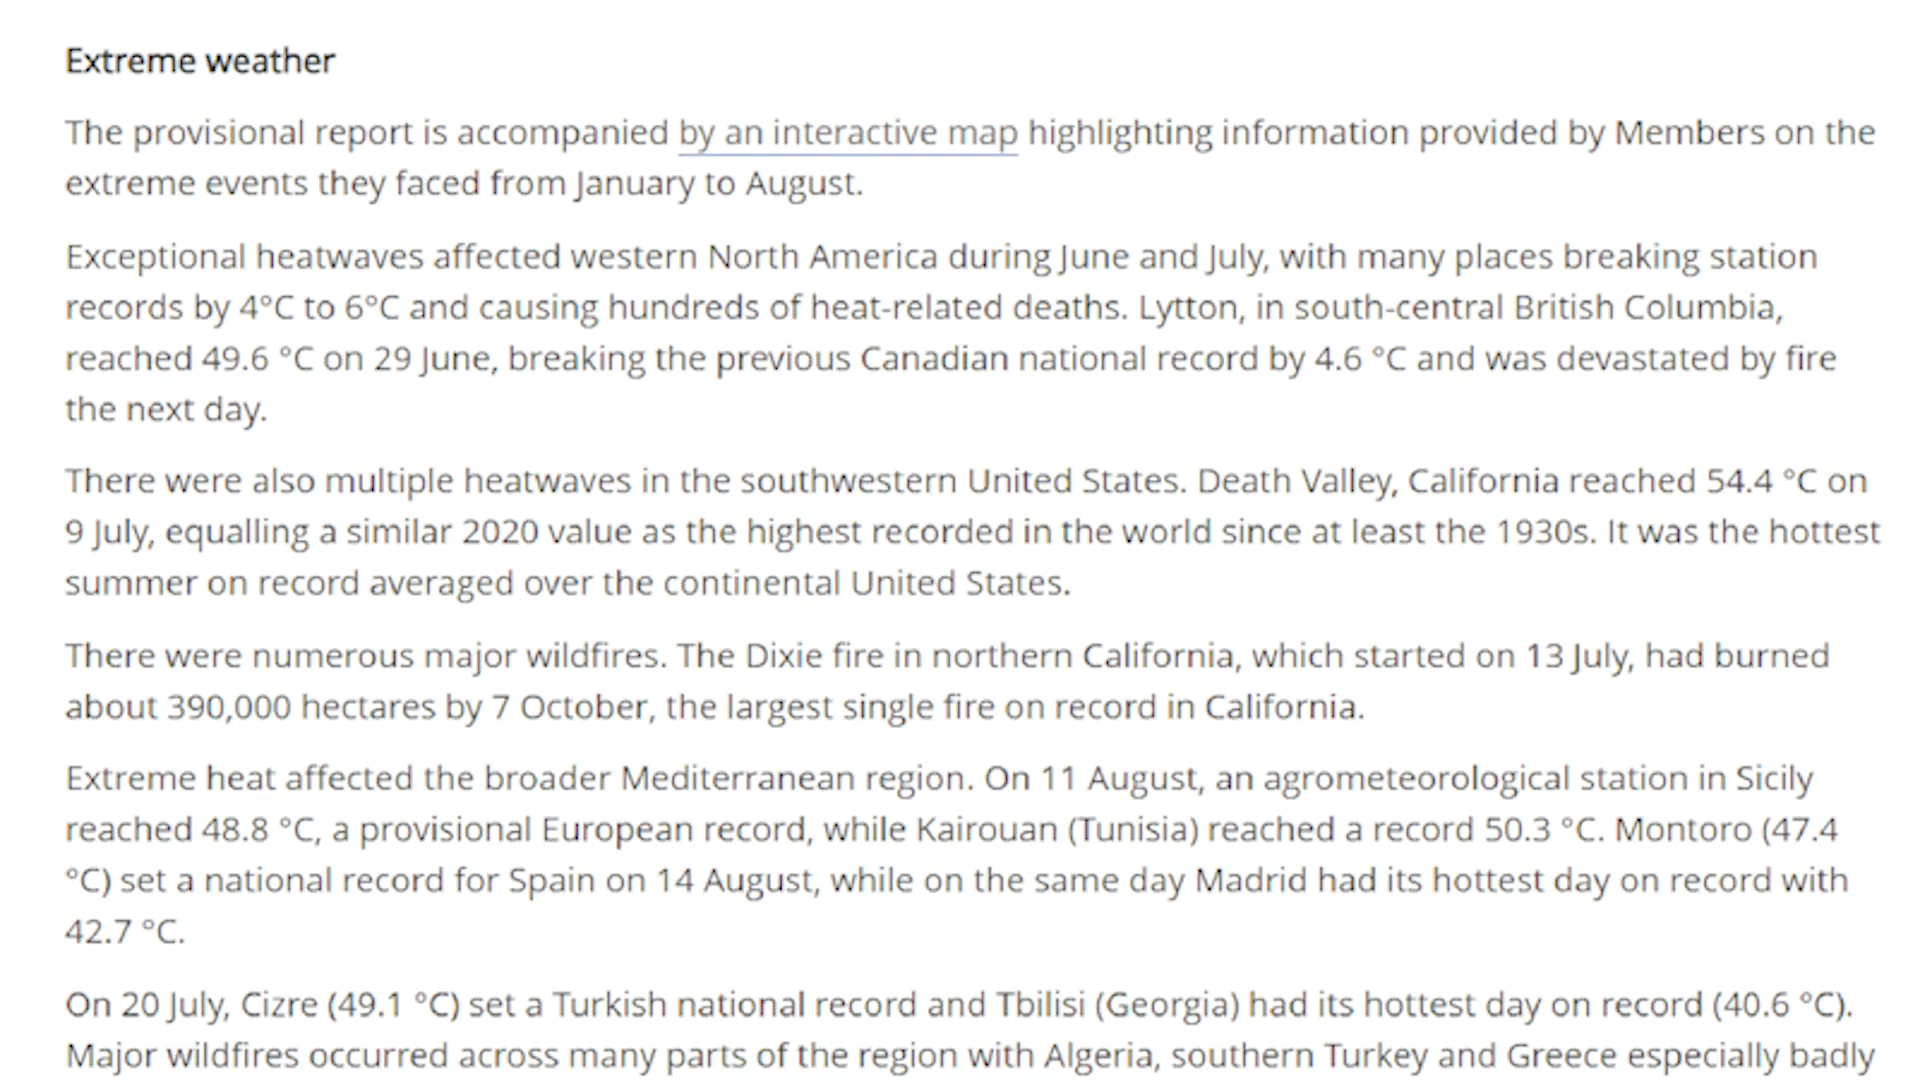 Extreme weather
The provisional report is accompanied by an interactive map highlighting information provided by Members on the
extreme events they faced from January to August.
Exceptional heatwaves affected western North America during June and July, with many places breaking station
records by 4°C to 6°C and causing hundreds of heat-related deaths. Lytton, in south-central British Columbia,
reached 49.6 °C on 29 June, breaking the previous Canadian national record by 4.6 °C and was devastated by fire
the next day.
There were also multiple heatwaves in the southwestern United States. Death Valley, California reached 54.4 °C on
9 July, equalling a similar 2020 value as the highest recorded in the world since at least the 1930s. It was the hottest
summer on record averaged over the continental United States.
There were numerous major wildfires. The Dixie fire in northern California, which started on 13 July, had burned
about 390,000 hectares by 7 October, the largest single fire on record in California.
Extreme heat affected the broader Mediterranean region. On 11 August, an agrometeorological station in Sicily
reached 48.8 °C, a provisional European record, while Kairouan (Tunisia) reached a record 50.3 °C. Montoro (47.4
°C) set a national record for Spain on 14 August, while on the same day Madrid had its hottest day on record with
42.7 °C.
On 20 July, Cizre (49.1 °C) set a Turkish national record and Tbilisi (Georgia) had its hottest day on record (40.6 °C).
Major wildfires occurred across many parts of the region with Algeria, southern Turkey and Greece especially badly